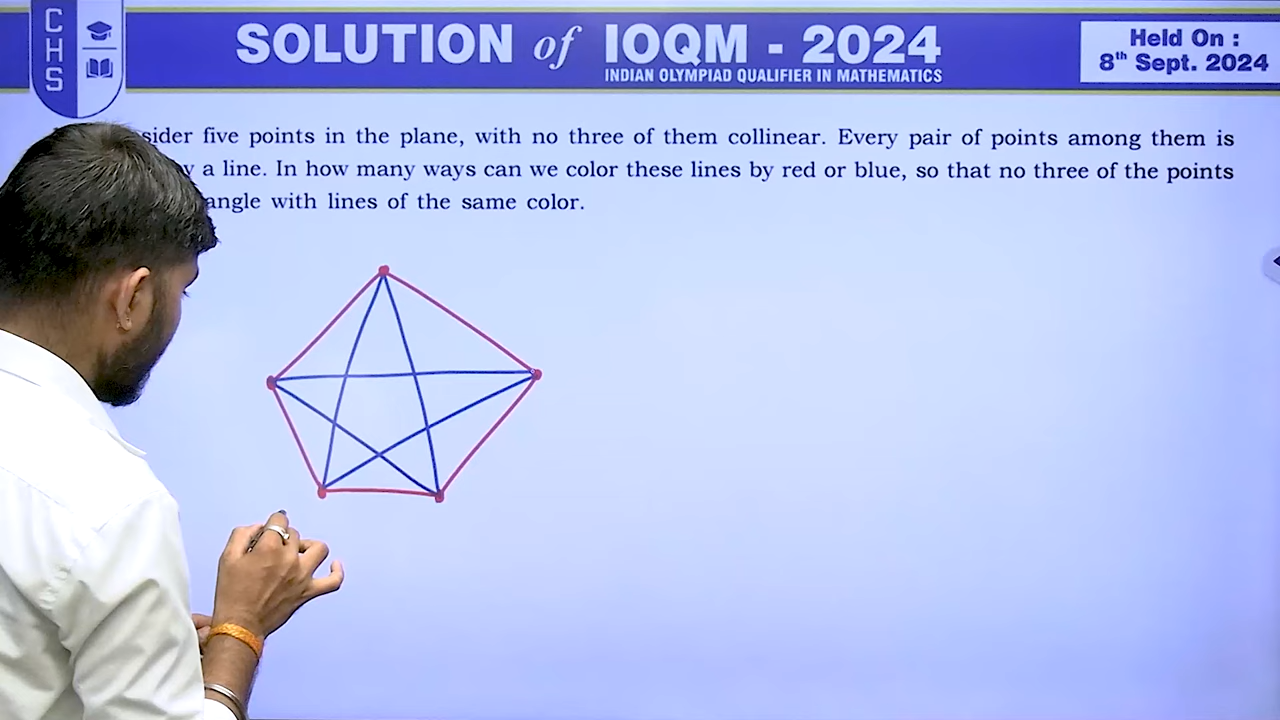 CHS
SOLUTION of IOQM - 2024
INDIAN OLYMPIAD QUALIFIER IN MATHEMATICS
Held On :
8th Sept. 2024
five points in the plane, with no three of them collinear. Every pair of points among them is
a line. In how many ways can we color these lines by red or blue, so that no three of the points
with lines of the same color.